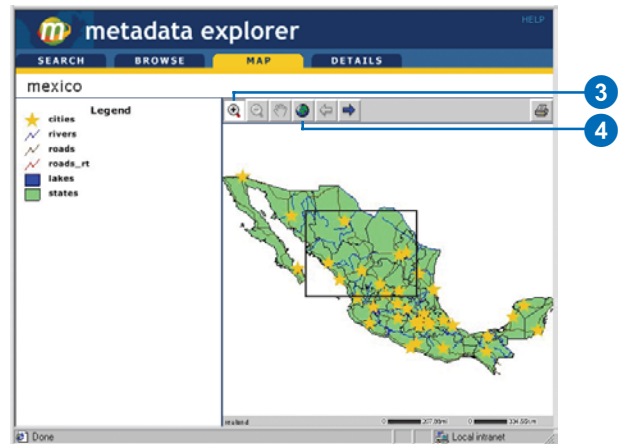 m metadata explorer
HELP
SEARCH BROWSE MAP DETAILS
mexico
Legend
cities
rivers
roads
roads_rt
lakes
states
3
4
Done
Local intranet